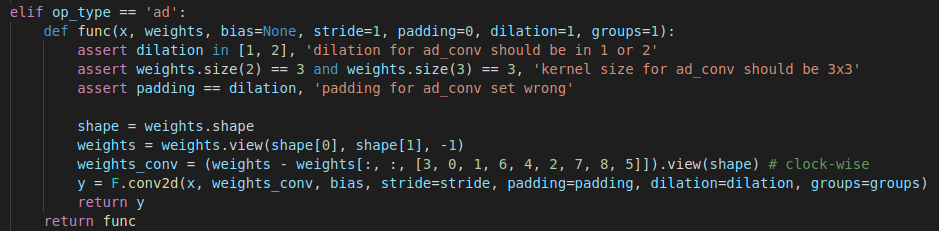 elif op_type == 'ad':
    def func(x, weights, bias=None, stride=1, padding=0, dilation=1, groups=1):
        assert dilation in [1, 2], 'dilation for ad_conv should be in 1 or 2'
        assert weights.size(2) == 3 and weights.size(3) == 3, 'kernel size for ad_conv should be 3x3'
        assert padding == dilation, 'padding for ad_conv set wrong'

        shape = weights.shape
        weights = weights.view(shape[0], shape[1], -1)
        weights_conv = (weights - weights[:, :, [3, 0, 1, 6, 4, 2, 7, 8, 5]]).view(shape) # clock-wise
        y = F.conv2d(x, weights_conv, bias, stride=stride, padding=padding, dilation=dilation, groups=groups)
        return y
    return func